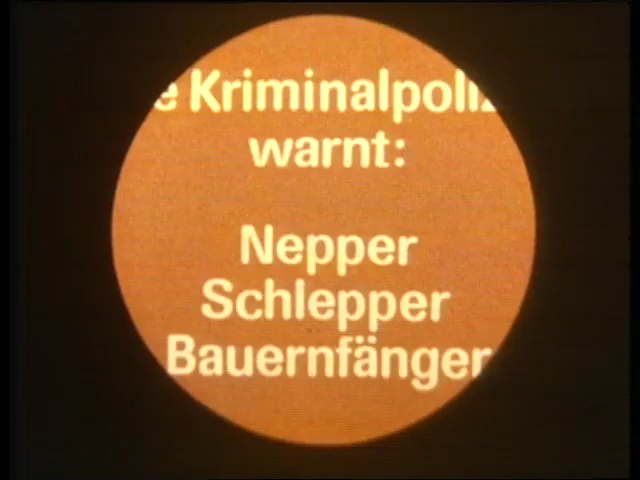 e Kriminalpoliz
warnt:
Nepper
Schlepper
Bauernfänger